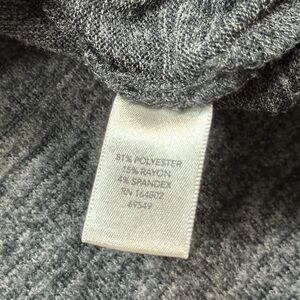 81% POLYESTER
15% RAYON
4% SPANDEX
RN 164802
69549